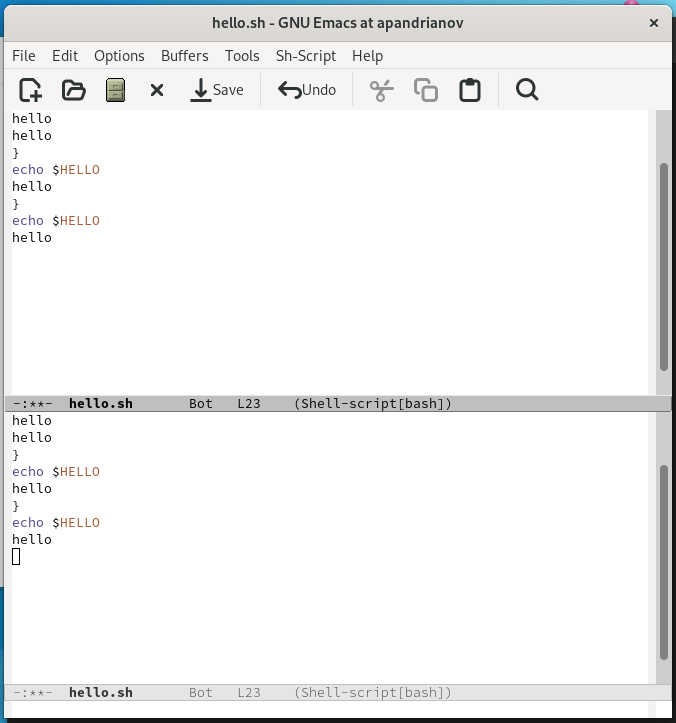 hello.sh - GNU Emacs at apandrianov
File Edit Options Buffers Tools Sh-Script Help
Save Undo
hello
hello
}
echo $HELLO
hello
}
echo $HELLO
hello
-:**- hello.sh Bot L23 (Shell-script[bash])
hello
hello
}
echo $HELLO
hello
}
echo $HELLO
hello
-:**- hello.sh Bot L23 (Shell-script[bash])